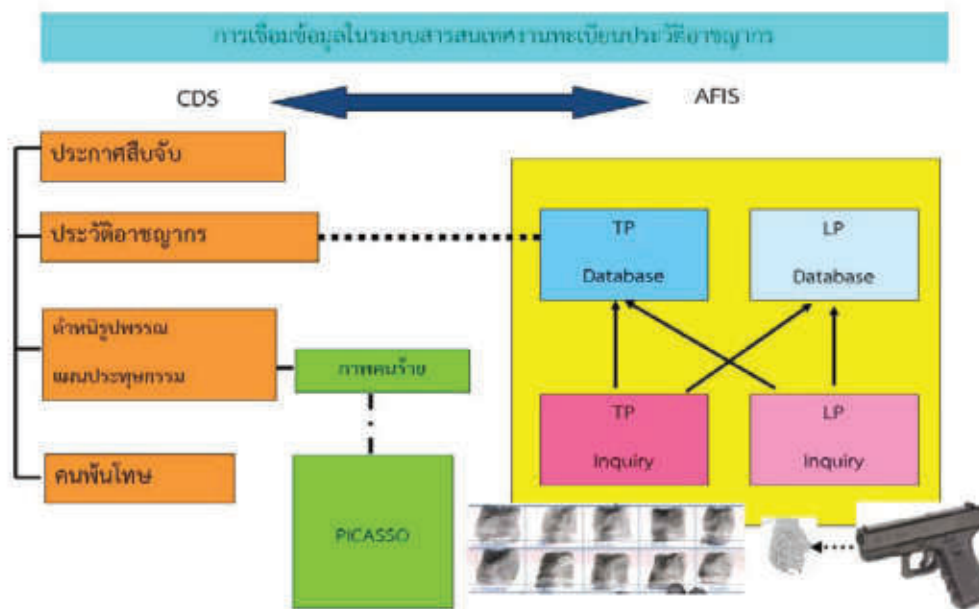 การเชื่อมข้อมูลในระบบสารสนเทศงานทะเบียนประวัติอาชญากร
CDS
AFIS
ประกาศสืบจับ
ประวัติอาชญากร
ตำหนิรูปพรรณ
แผนประทุษกรรม
ภาพคนร้าย
คนพ้นโทษ
PICASSO
TP
Database
LP
Database
TP
Inquiry
LP
Inquiry